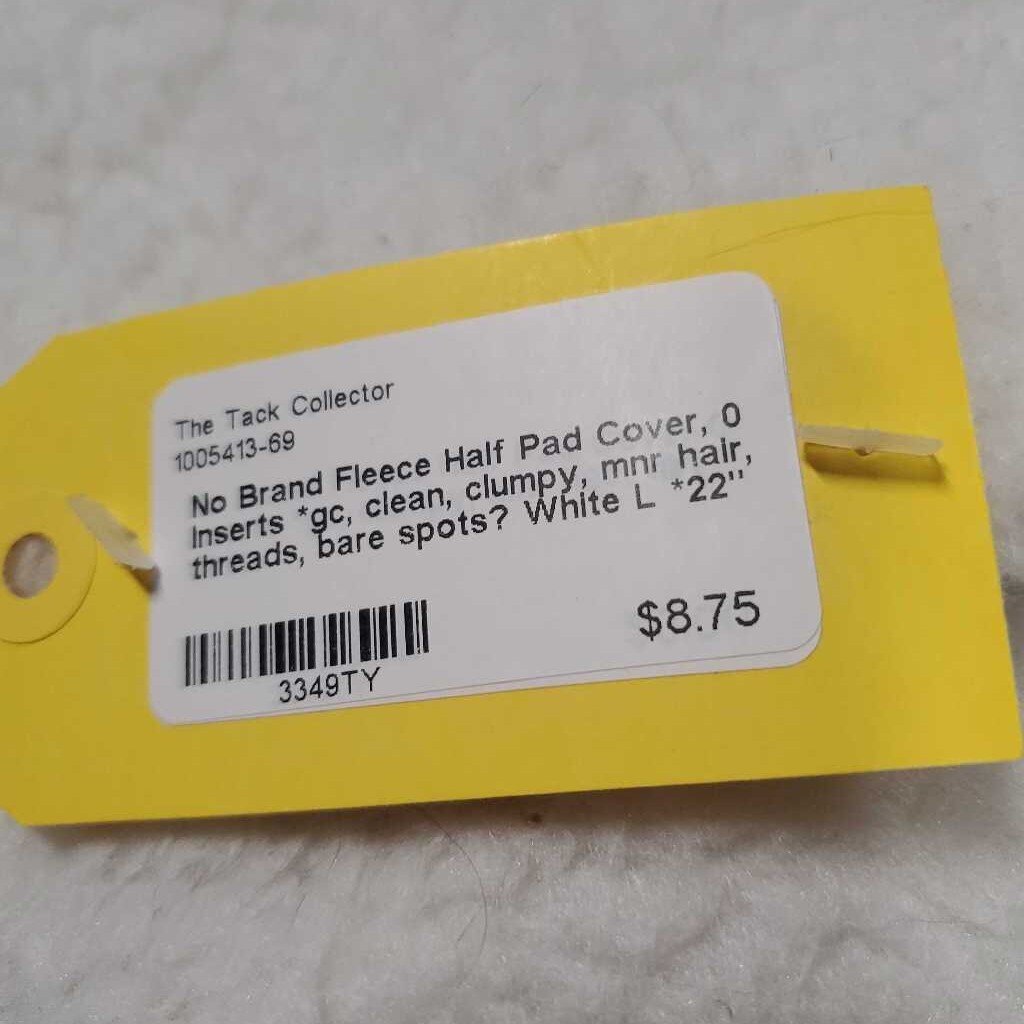 The Tack Collector
1005413-69
No Brand Fleece Half Pad Cover, 0
Inserts *gc, clean, clumpy, mnr hair,
threads, bare spots? White L *22"
$8.75
3349TY